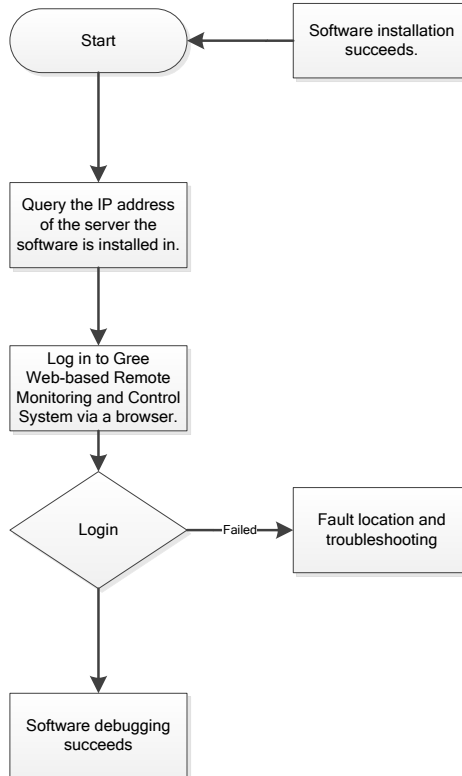 Start
Software installation
succeeds.
Query the IP address
of the server the
software is installed in.
Log in to Gree
Web-based Remote
Monitoring and Control
System via a browser.
Login
Failed
Fault location and
troubleshooting
Software debugging
succeeds